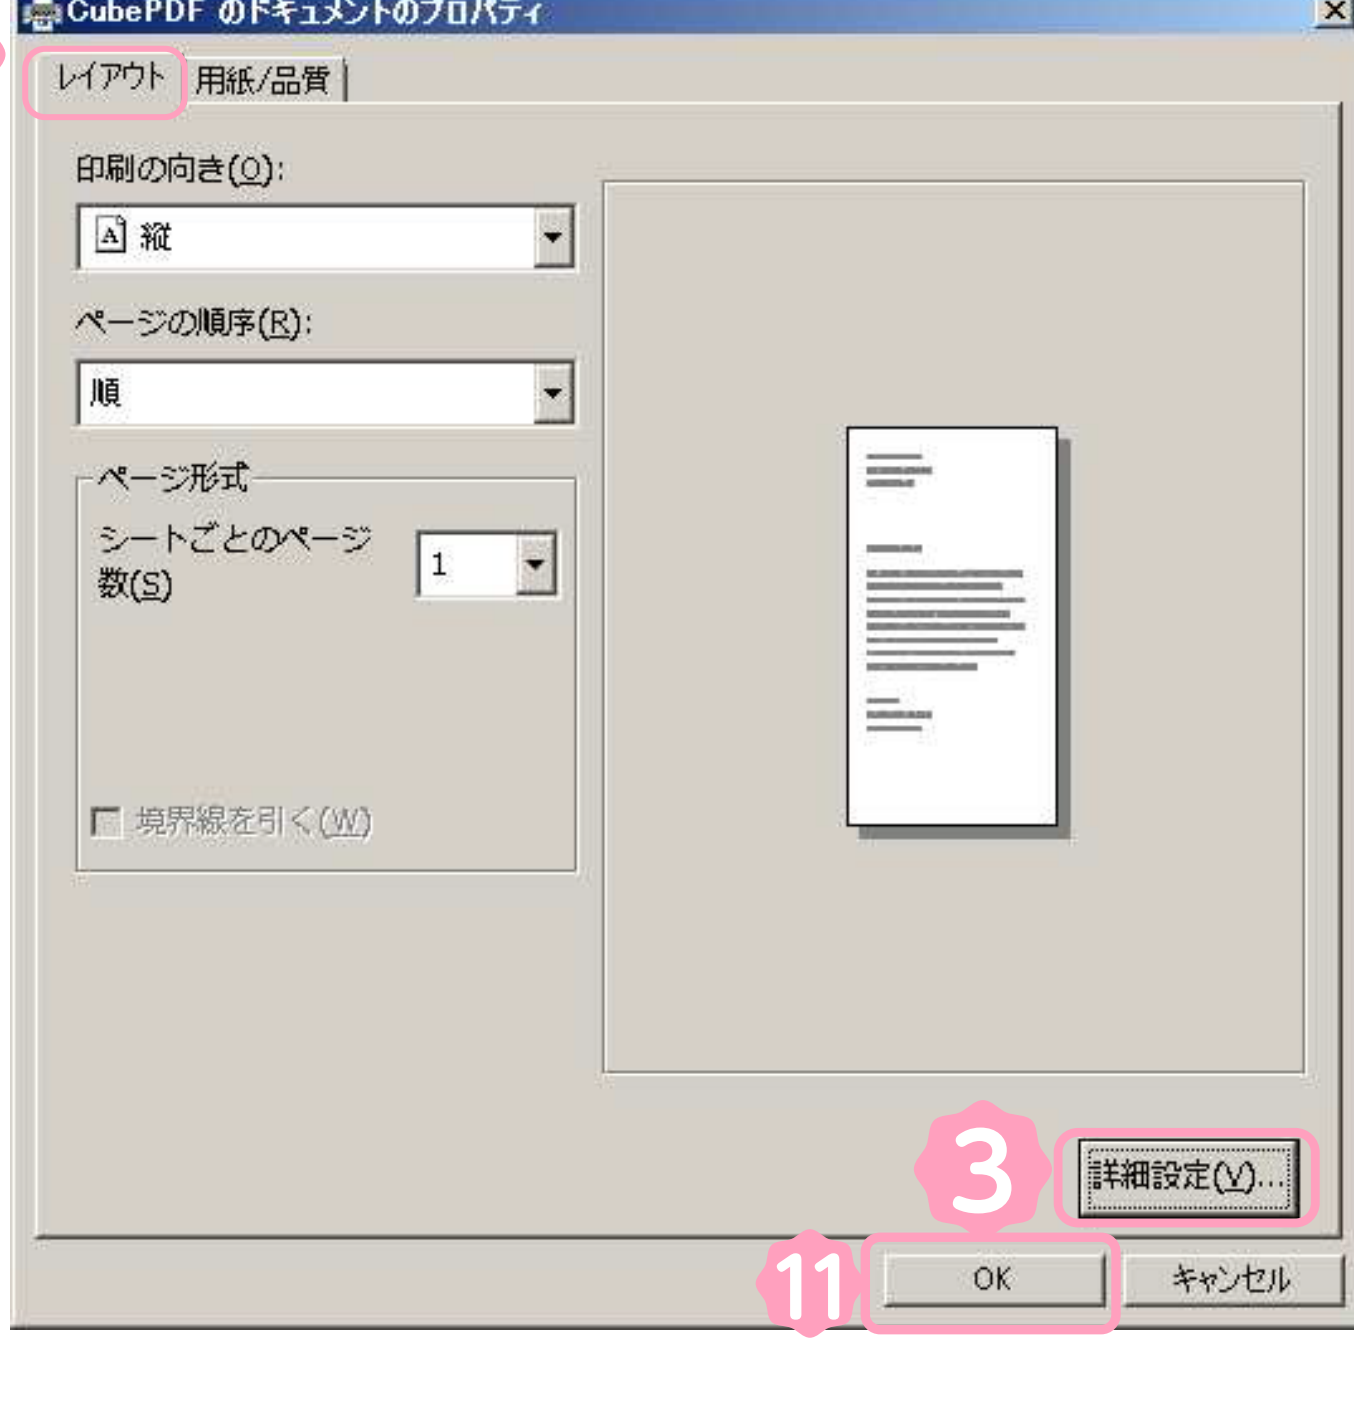 CubePDF のドキュメントのプロパティ
レイアウト 用紙/品質
印刷の向き(O):
縦
ページの順序(R):
順
ページ形式
シートごとのページ
数(S)
1
境界線を引く(W)
3
詳細設定(V)...
11
OK
キャンセル